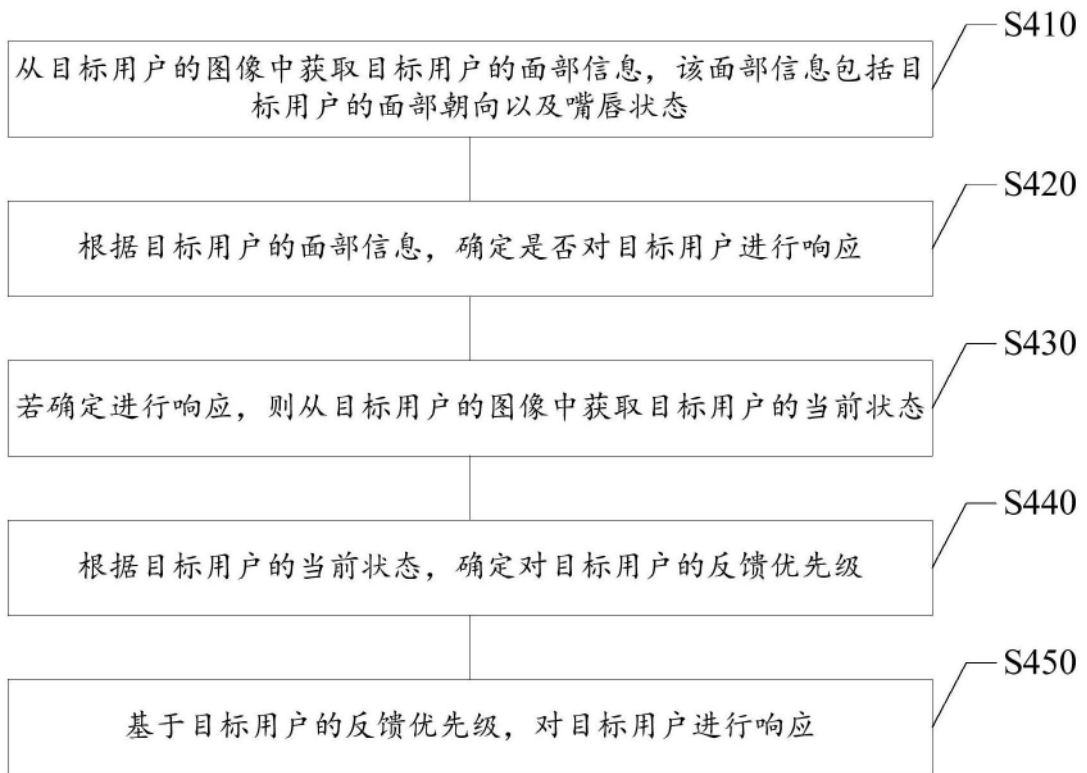 S410
从目标用户的图像中获取目标用户的面部信息，该面部信息包括目
标用户的面部朝向以及嘴唇状态
S420
根据目标用户的面部信息，确定是否对目标用户进行响应
S430
若确定进行响应，则从目标用户的图像中获取目标用户的当前状态
S440
根据目标用户的当前状态，确定对目标用户的反馈优先级
S450
基于目标用户的反馈优先级，对目标用户进行响应